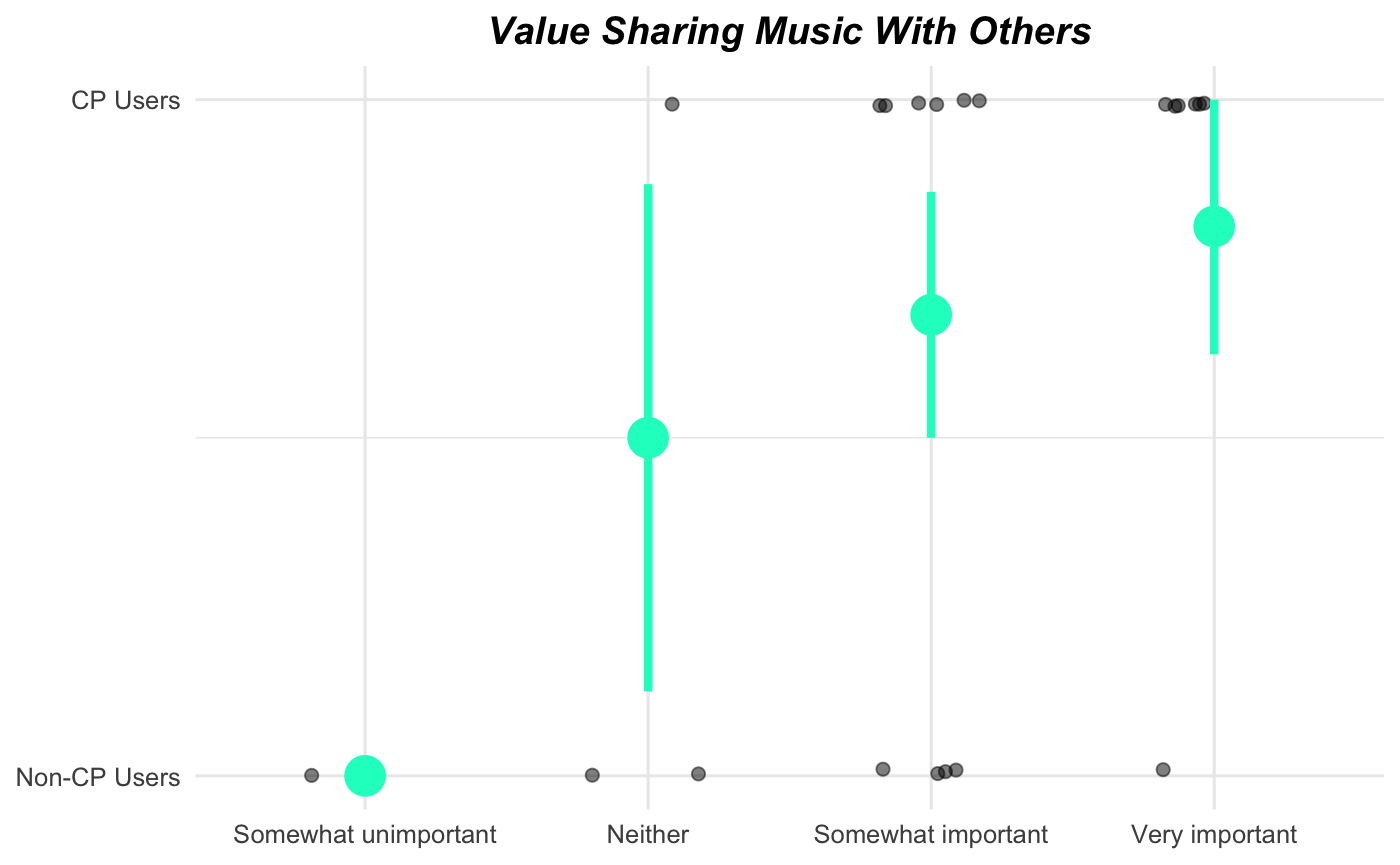 Value Sharing Music With Others
CP Users
Non-CP Users
Somewhat unimportant
Neither
Somewhat important
Very important